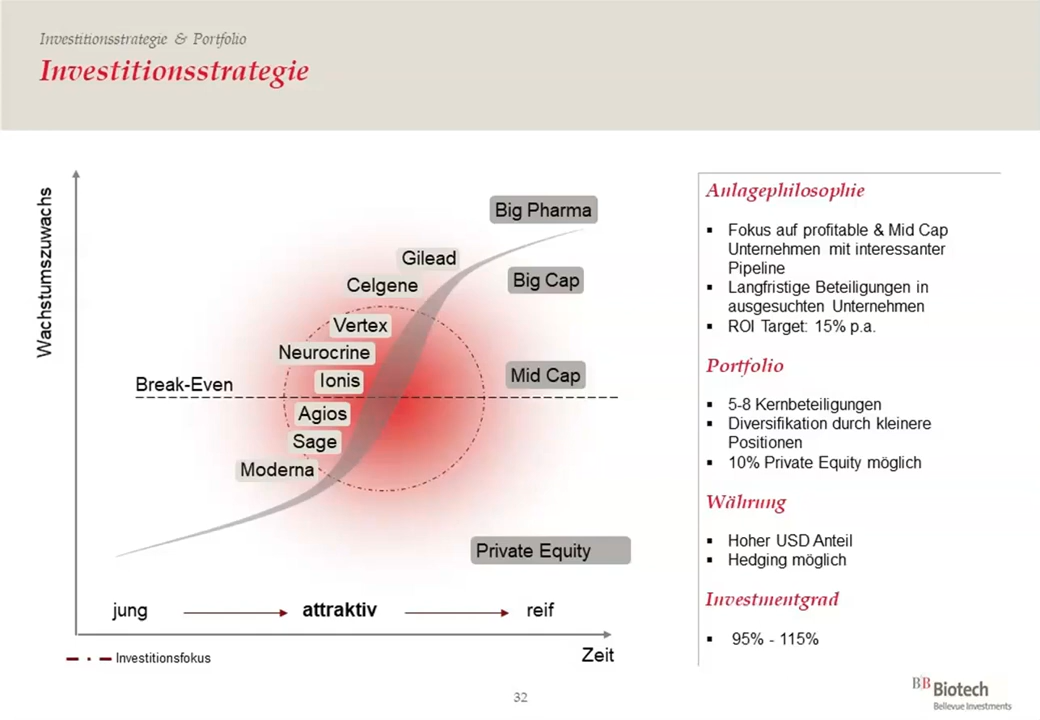 Investitionsstrategie & Portfolio
Investitionsstrategie
Wachstumszuwachs
Big Pharma
Gilead
Big Cap
Celgene
Vertex
Neurocrine
Mid Cap
Ionis
Break-Even
Agios
Sage
Moderna
Private Equity
jung
attraktiv
reif
Investitionsfokus
Zeit
Anlagephilosophie
▪ Fokus auf profitable & Mid Cap
Unternehmen mit interessanter
Pipeline
▪ Langfristige Beteiligungen in
ausgesuchten Unternehmen
▪ ROI Target: 15% p.a.
Portfolio
▪ 5-8 Kernbeteiligungen
▪ Diversifikation durch kleinere
Positionen
▪ 10% Private Equity möglich
Währung
▪ Hoher USD Anteil
▪ Hedging möglich
Investmentgrad
▪ 95% - 115%
32
BB Biotech
Bellevue Investments